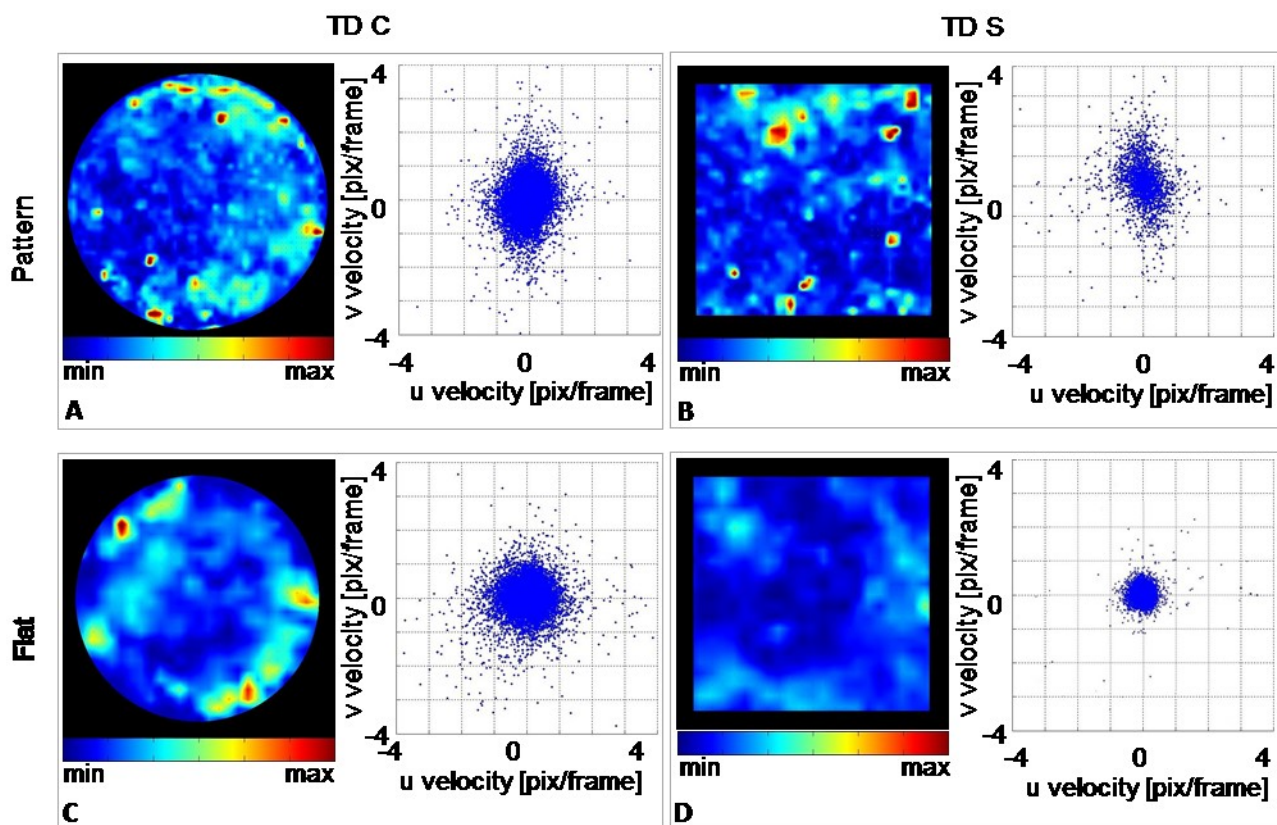 TD C
TD S
Pattern
Flat
min
max
A
v velocity [pix/frame]
4
0
-4
-4
0
4
u velocity [pix/frame]
min
max
B
v velocity [pix/frame]
4
0
-4
-4
0
4
u velocity [pix/frame]
min
max
C
v velocity [pix/frame]
4
0
-4
-4
0
4
u velocity [pix/frame]
min
max
D
v velocity [pix/frame]
4
0
-4
-4
0
4
u velocity [pix/frame]